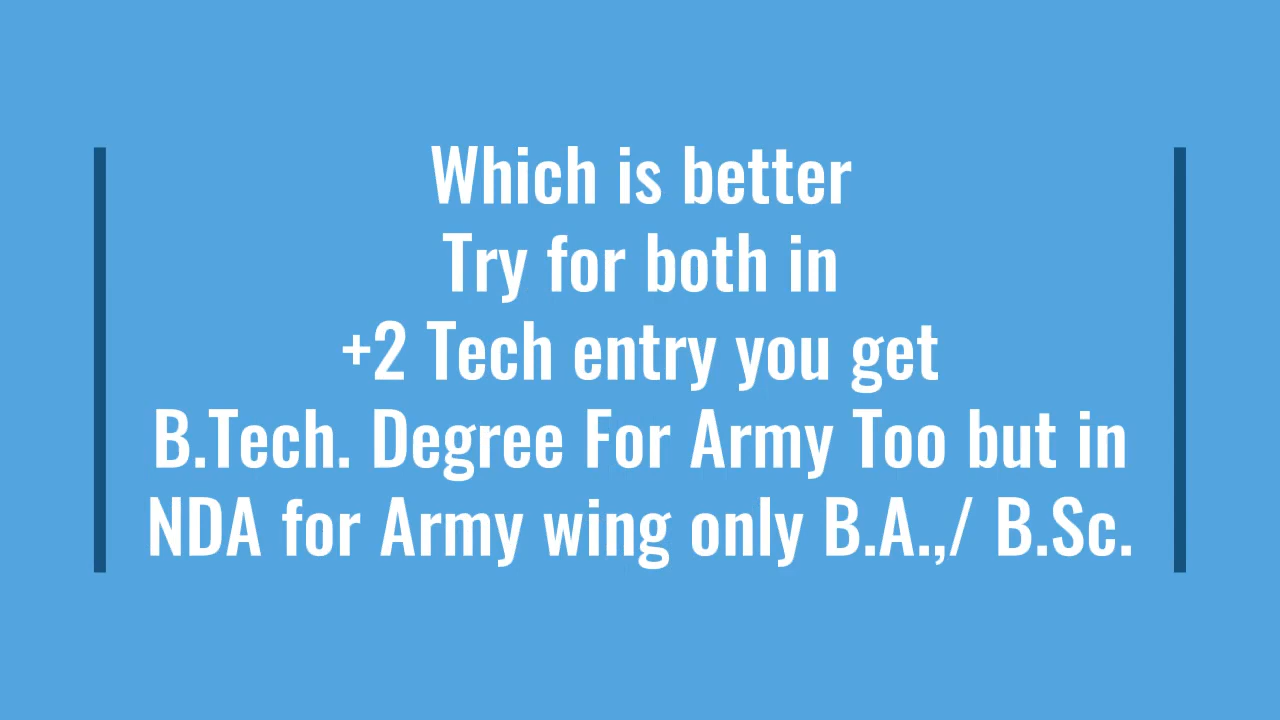 Which is better
Try for both in
+2 Tech entry you get
B.Tech. Degree For Army Too but in
NDA for Army wing only B.A.,/ B.Sc.